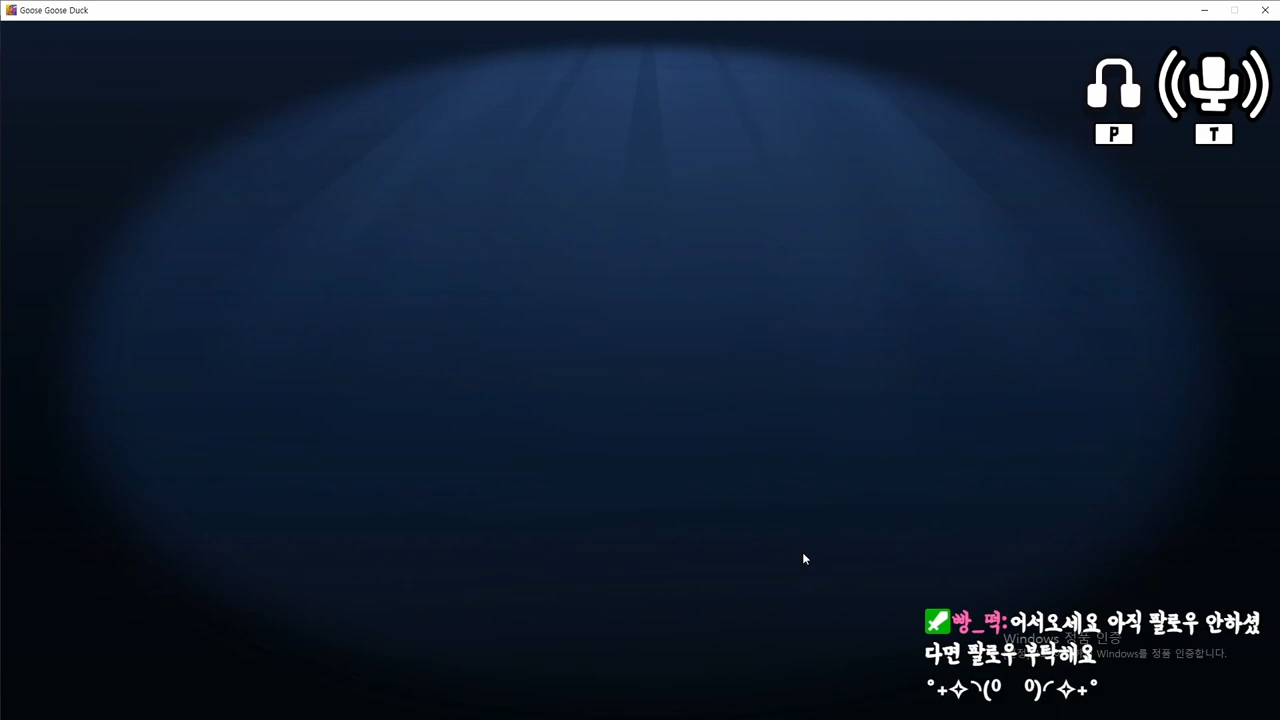 Goose Goose Duck
P
T
빵_떡:어서오세요 아직 팔로우 안하셨
다면 팔로우 부탁해요
°+✧◝(⁰ ⁰)◜✧+°
Windows 정품 인증
Windows를 정품 인증합니다.